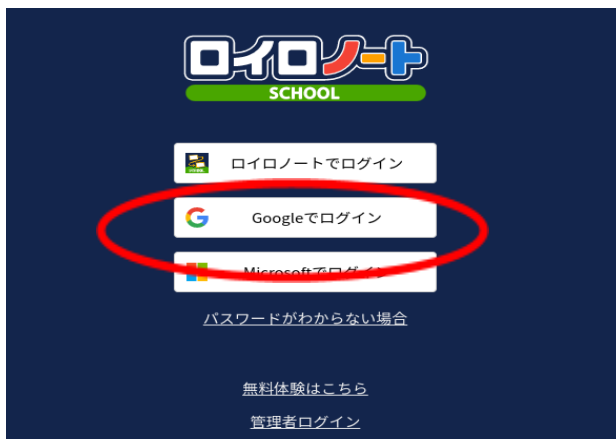 ロイロノート
SCHOOL
ロイロノートでログイン
Googleでログイン
Microsoftでログイン
パスワードがわからない場合
無料体験はこちら
管理者ログイン